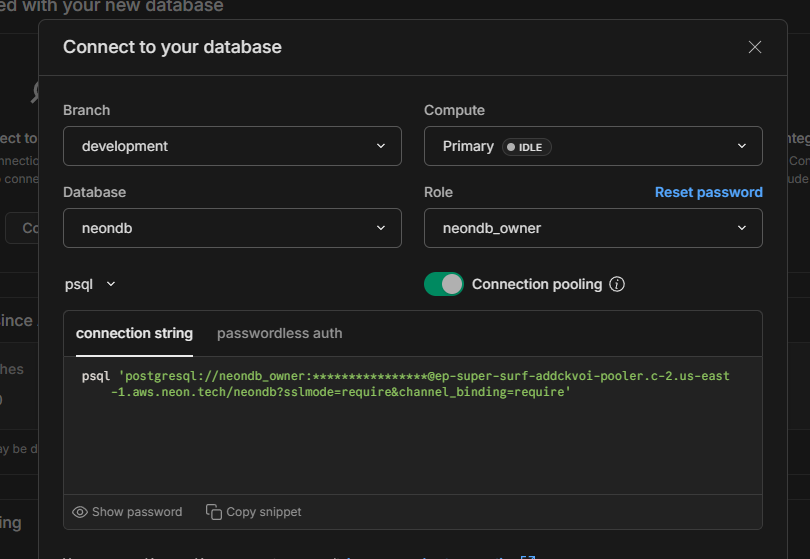 ed with your new database
Connect to your database
Branch
Compute
development
Primary
IDLE
Database
Role
Reset password
neondb
neondb_owner
psql
Connection pooling
connection string
passwordless auth
psql 'postgresql://neondb_owner:****************@ep-super-surf-addckvoi-pooler.c-2.us-east
-1.aws.neon.tech/neondb?sslmode=require&channel_binding=require'
Show password
Copy snippet
ect to
nnectio
conne
Co
since
hes
0
ay be d
ing
nteg
Con
ude